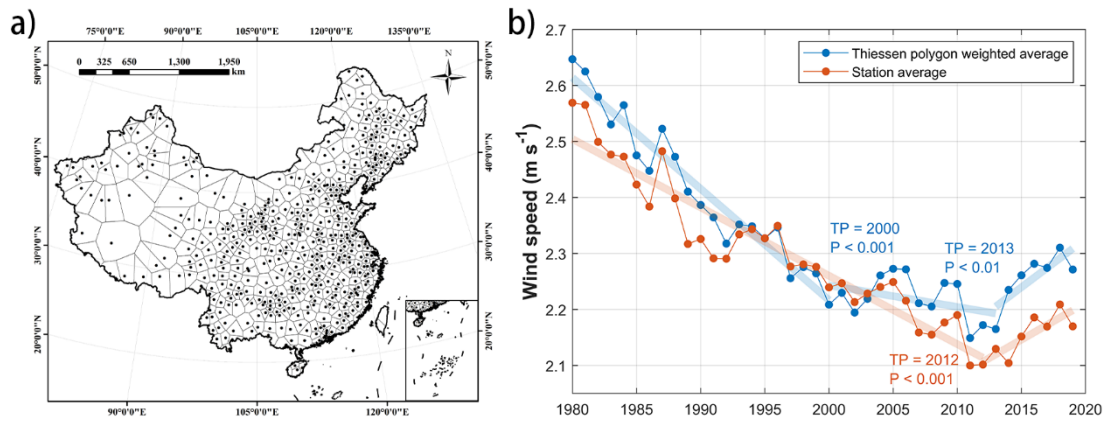 a)
75°0'0"E
90°0'0"E
105°0'0"E
120°0'0"E
135°0'0"E
0 325 650 1,300 1,950
km
N
50°0'0"N
50°0'0"N
40°0'0"N
40°0'0"N
30°0'0"N
30°0'0"N
20°0'0"N
20°0'0"N
90°0'0"E
105°0'0"E
120°0'0"E
b)
2.7
2.6
2.5
2.4
2.3
2.2
2.1
Wind speed (m s⁻¹)
Thiessen polygon weighted average
Station average
TP = 2000
P < 0.001
TP = 2013
P < 0.01
TP = 2012
P < 0.001
1980 1985 1990 1995 2000 2005 2010 2015 2020